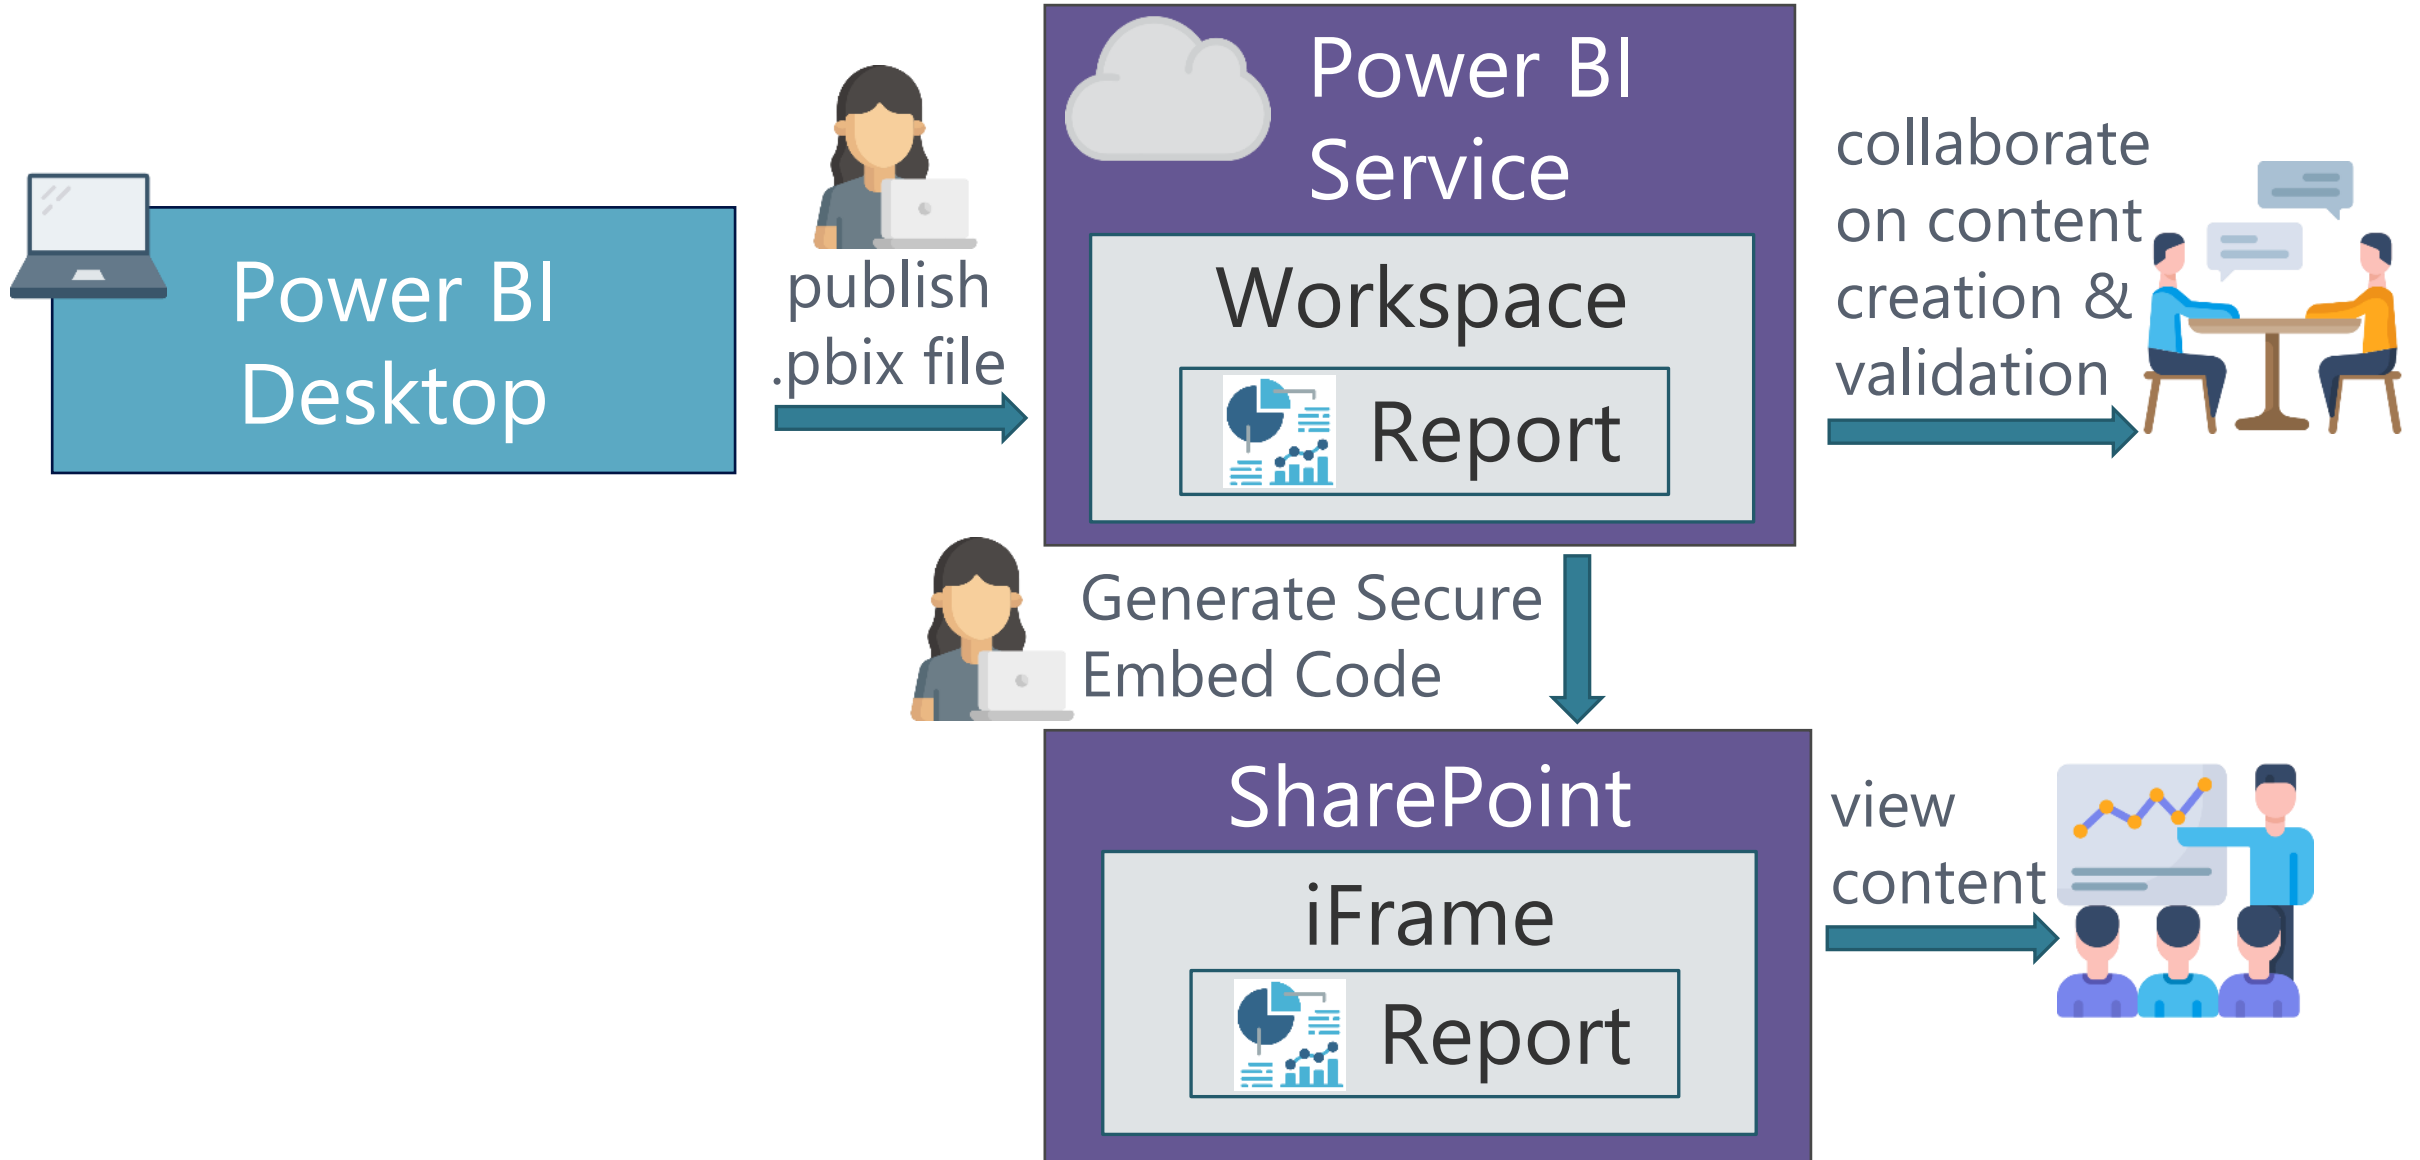 Power BI
Desktop
publish
.pbix file
Power BI
Service
Workspace
Report
collaborate
on content
creation &
validation
Generate Secure
Embed Code
SharePoint
iFrame
Report
view
content